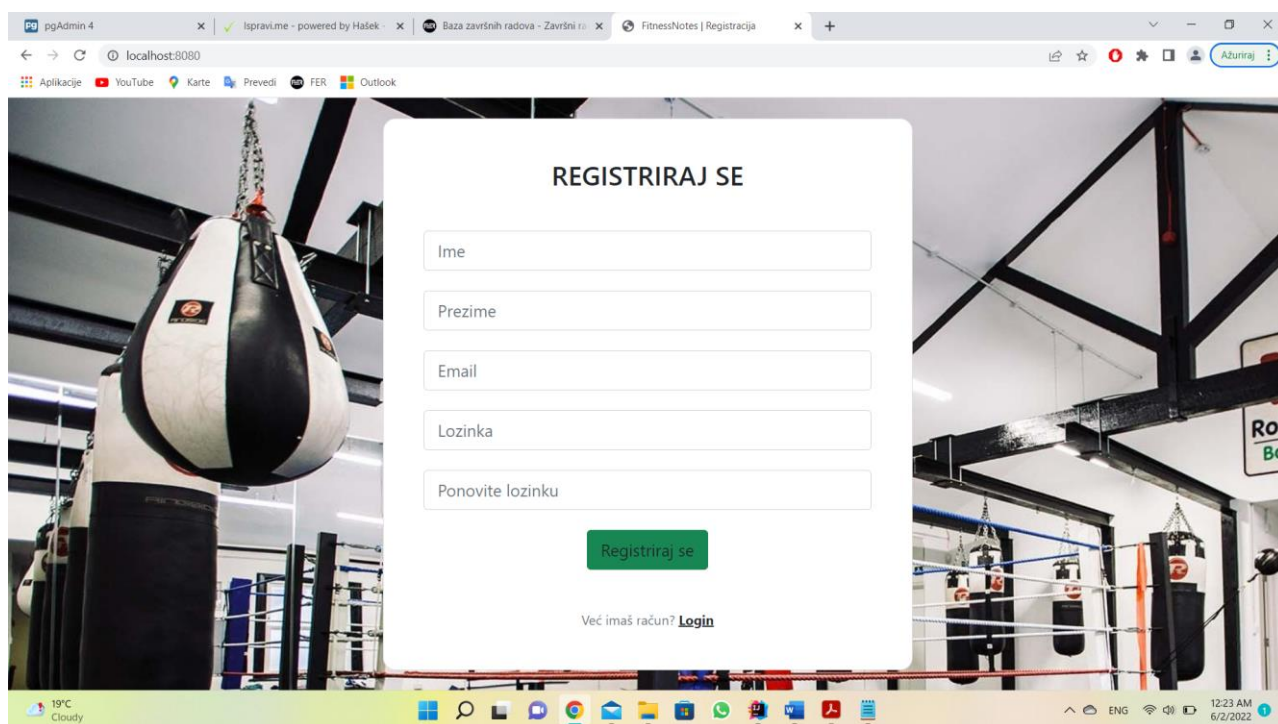 pg pgAdmin 4
Ispravi.me - powered by Hašek -
Baza završnih radova - Završni ra
FitnessNotes | Registracija
localhost:8080
Ažuriraj
Aplikacije YouTube Karte Prevedi FER Outlook
REGISTRIRAJ SE
Ime
Prezime
Email
Lozinka
Ponovite lozinku
Registriraj se
Već imaš račun? Login
Ro
Bo
19°C
Cloudy
ENG
12:23 AM
6/2/2022
1